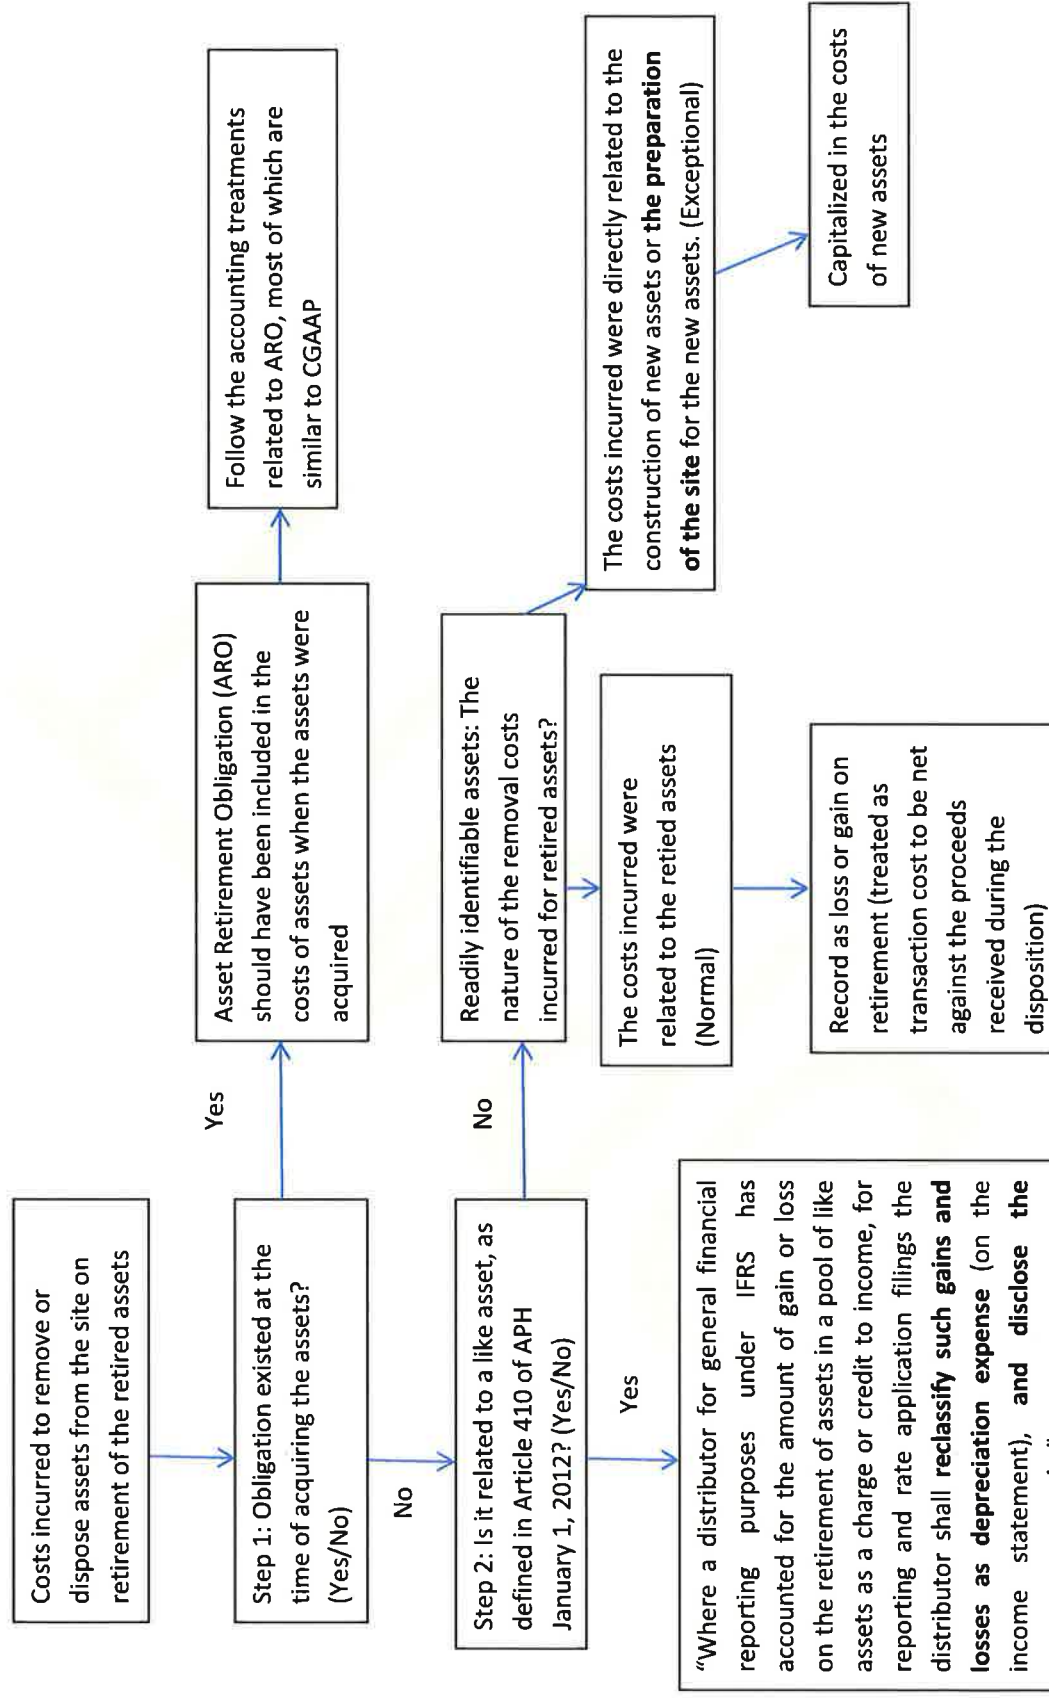 Costs incurred to remove or
dispose assets from the site on
retirement of the retired assets
Step 1: Obligation existed at the
time of acquiring the assets?
(Yes/No)
Yes
Asset Retirement Obligation (ARO)
should have been included in the
costs of assets when the assets were
acquired
Follow the accounting treatments
related to ARO, most of which are
similar to CGAAP
No
Step 2: Is it related to a like asset, as
defined in Article 410 of APH
January 1, 2012? (Yes/No)
No
Readily identifiable assets: The
nature of the removal costs
incurred for retired assets?
The costs incurred were
related to the retied assets
(Normal)
Record as loss or gain on
retirement (treated as
transaction cost to be net
against the proceeds
received during the
disposition)
The costs incurred were directly related to the
construction of new assets or the preparation
of the site for the new assets. (Exceptional)
Capitalized in the costs
of new assets
Yes
“Where a distributor for general financial
reporting purposes under IFRS has
accounted for the amount of gain or loss
on the retirement of assets in a pool of like
assets as a charge or credit to income, for
reporting and rate application filings the
distributor shall reclassify such gains and
losses as depreciation expense (on the
income statement), and disclose the